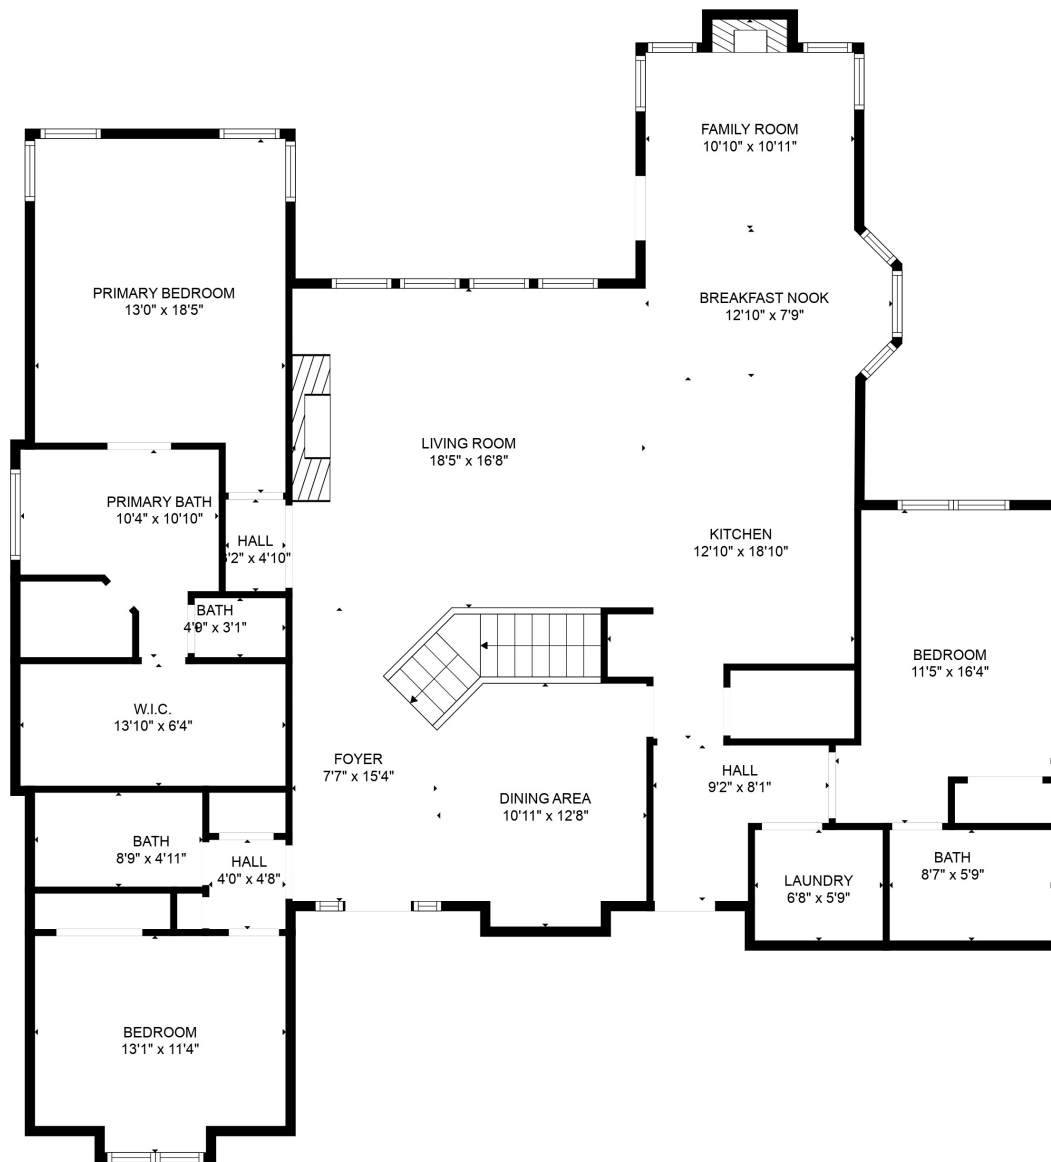 FAMILY ROOM
10'10" x 10'11"
PRIMARY BEDROOM
13'0" x 18'5"
BREAKFAST NOOK
12'10" x 7'9"
LIVING ROOM
18'5" x 16'8"
PRIMARY BATH
10'4" x 10'10"
HALL
2" x 4'10"
KITCHEN
12'10" x 18'10"
BATH
4'9" x 3'1"
BEDROOM
11'5" x 16'4"
W.I.C.
13'10" x 6'4"
FOYER
7'7" x 15'4"
HALL
9'2" x 8'1"
DINING AREA
10'11" x 12'8"
BATH
8'9" x 4'11"
HALL
4'0" x 4'8"
LAUNDRY
6'8" x 5'9"
BATH
8'7" x 5'9"
BEDROOM
13'1" x 11'4"